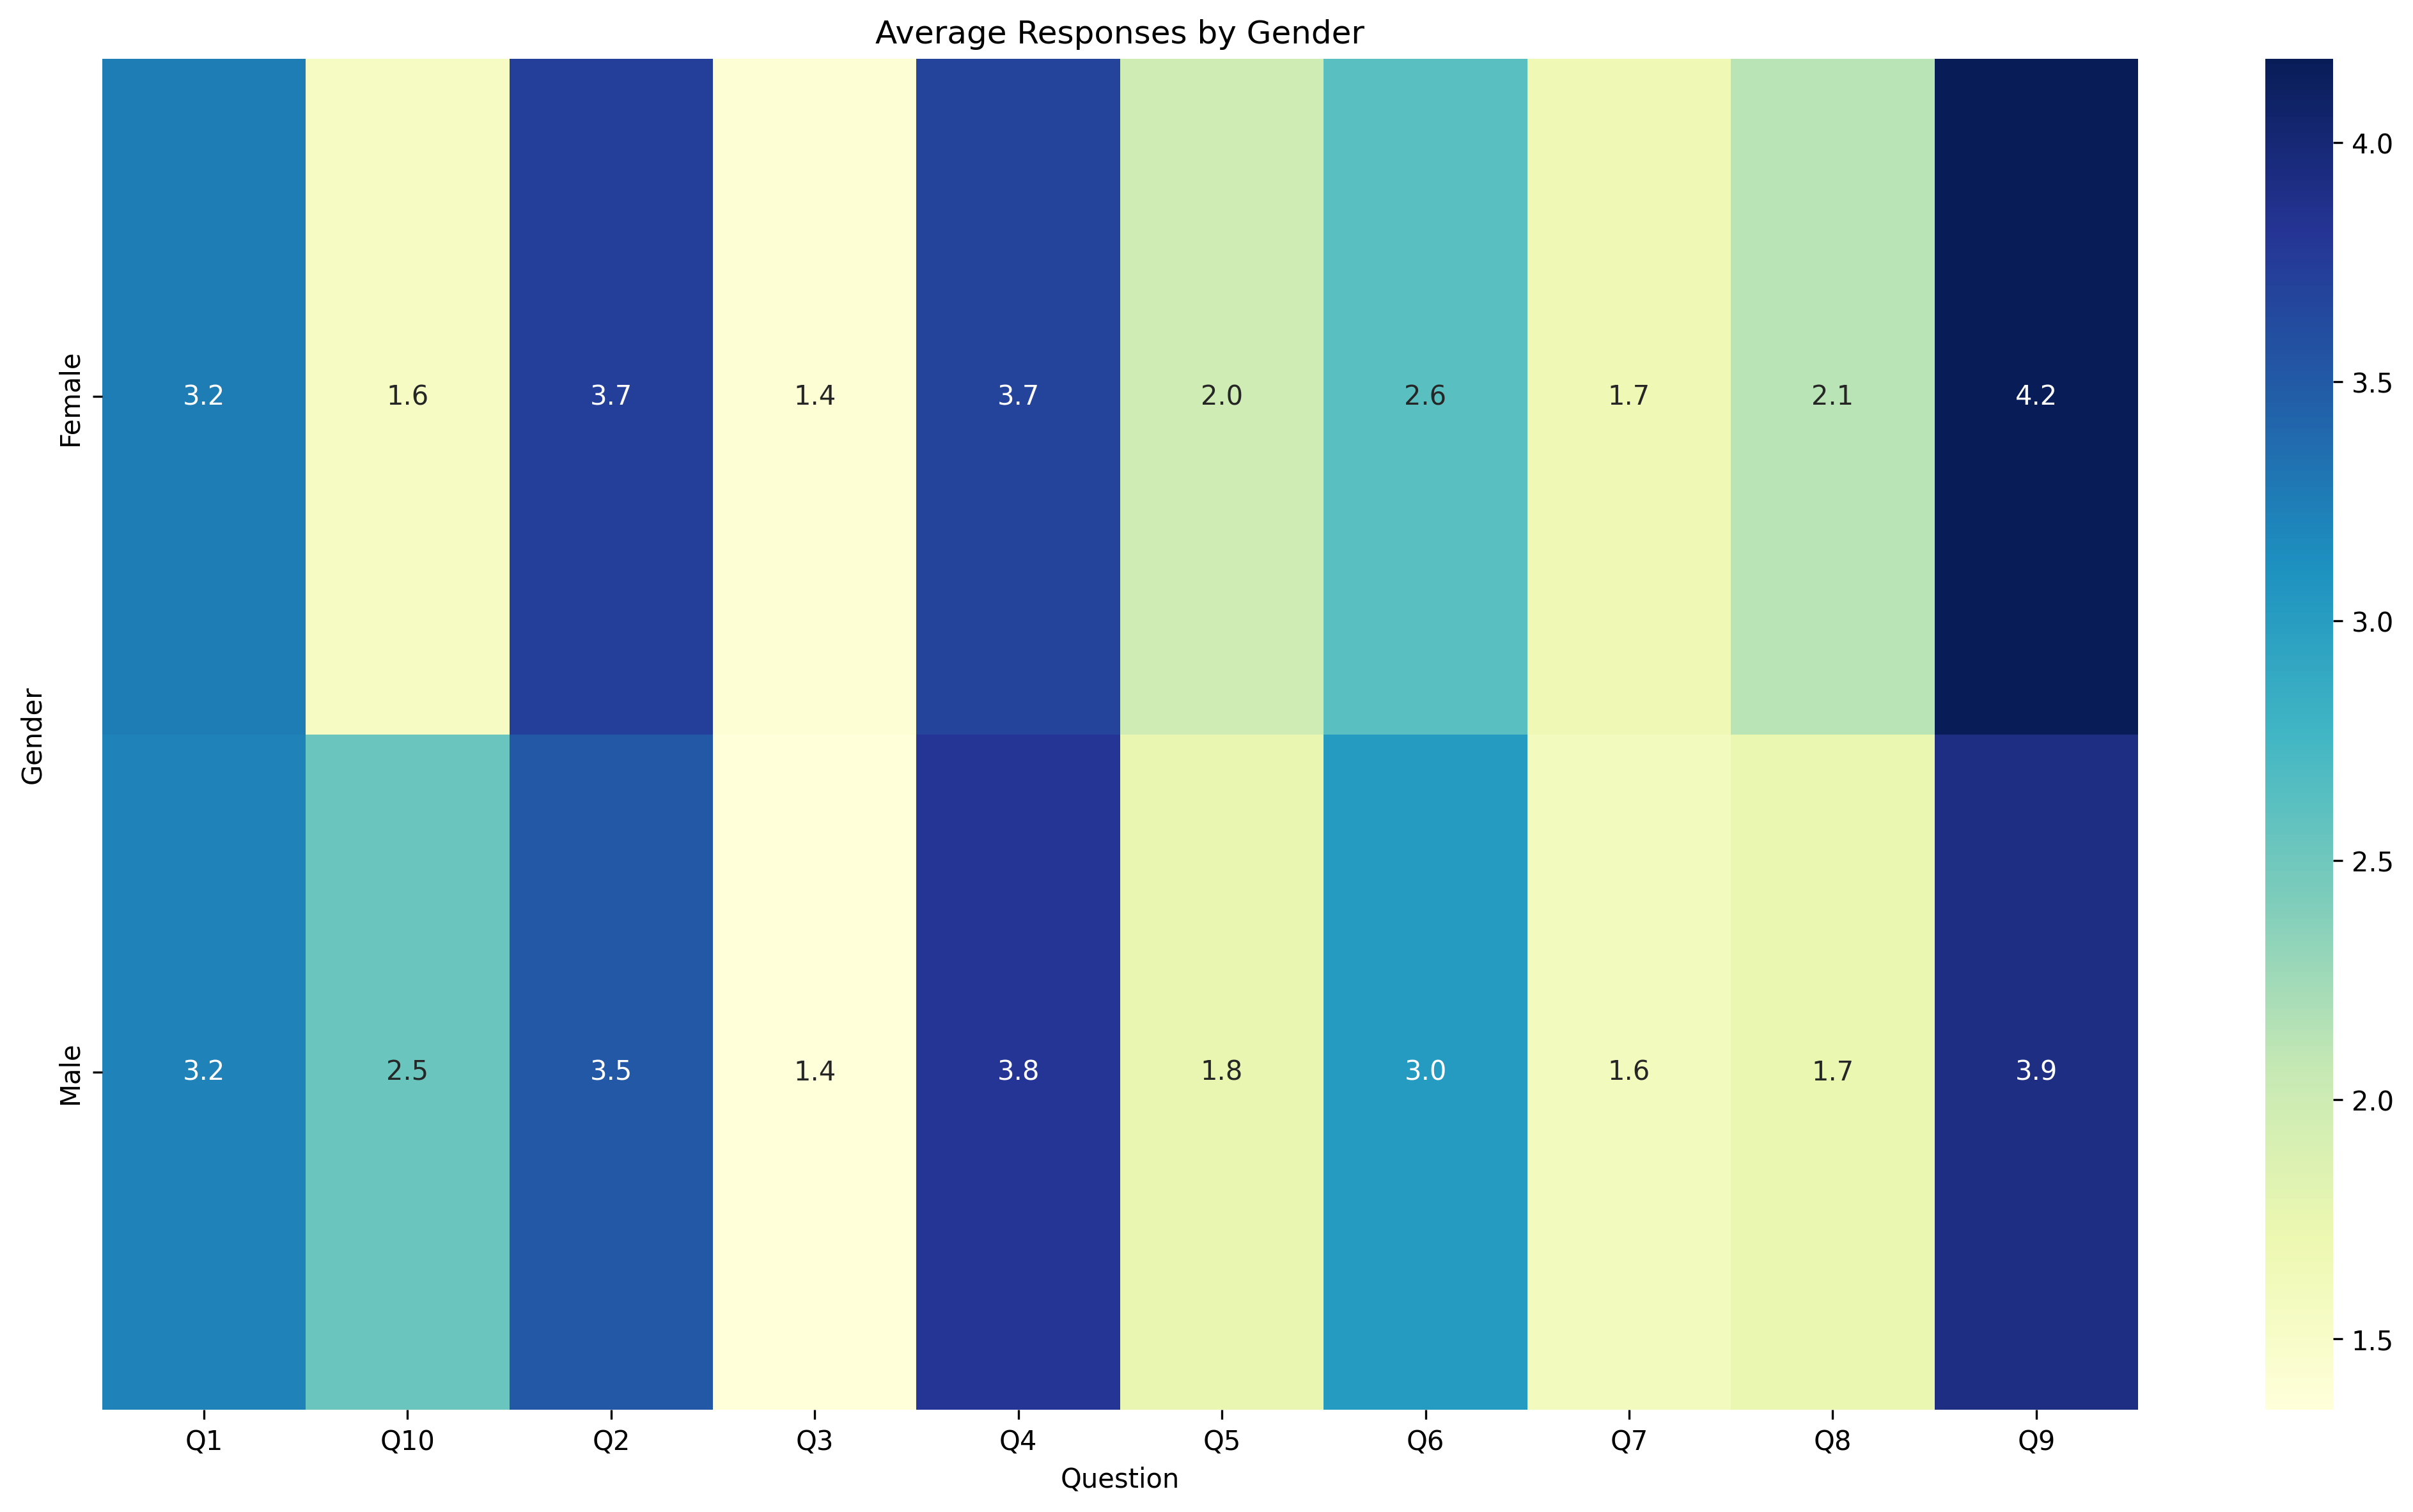 Average Responses by Gender
Gender
Female
3.2 1.6 3.7 1.4 3.7 2.0 2.6 1.7 2.1 4.2
Male
3.2 2.5 3.5 1.4 3.8 1.8 3.0 1.6 1.7 3.9
Q1 Q10 Q2 Q3 Q4 Q5 Q6 Q7 Q8 Q9
Question
4.0
3.5
3.0
2.5
2.0
1.5